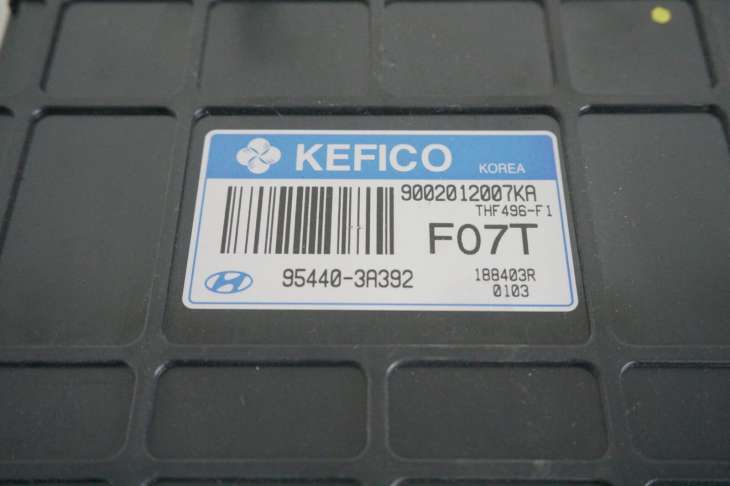 KEFICO KOREA
9002012007KA
THF496-F1
F07T
95440-3A392
188403R
0103